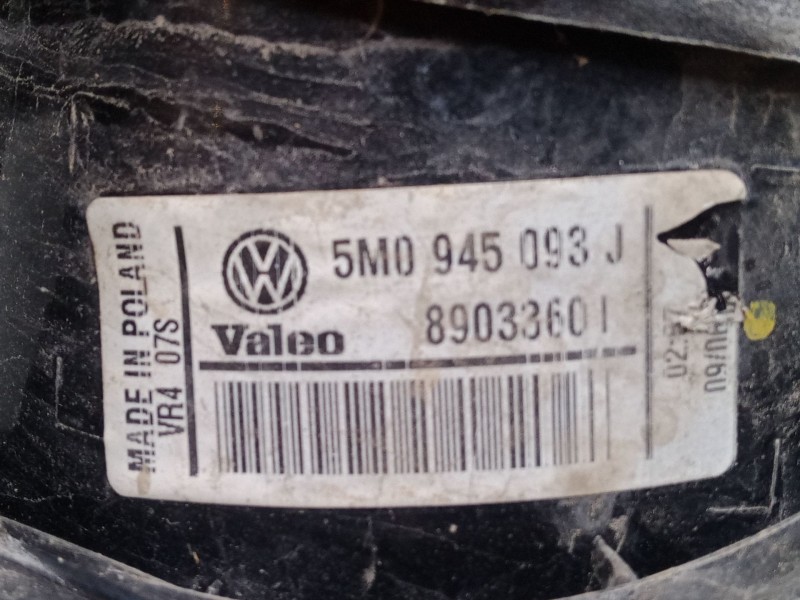 MADE IN POLAND
VR4 07S
5M0 945 093 J
Valeo
89033601